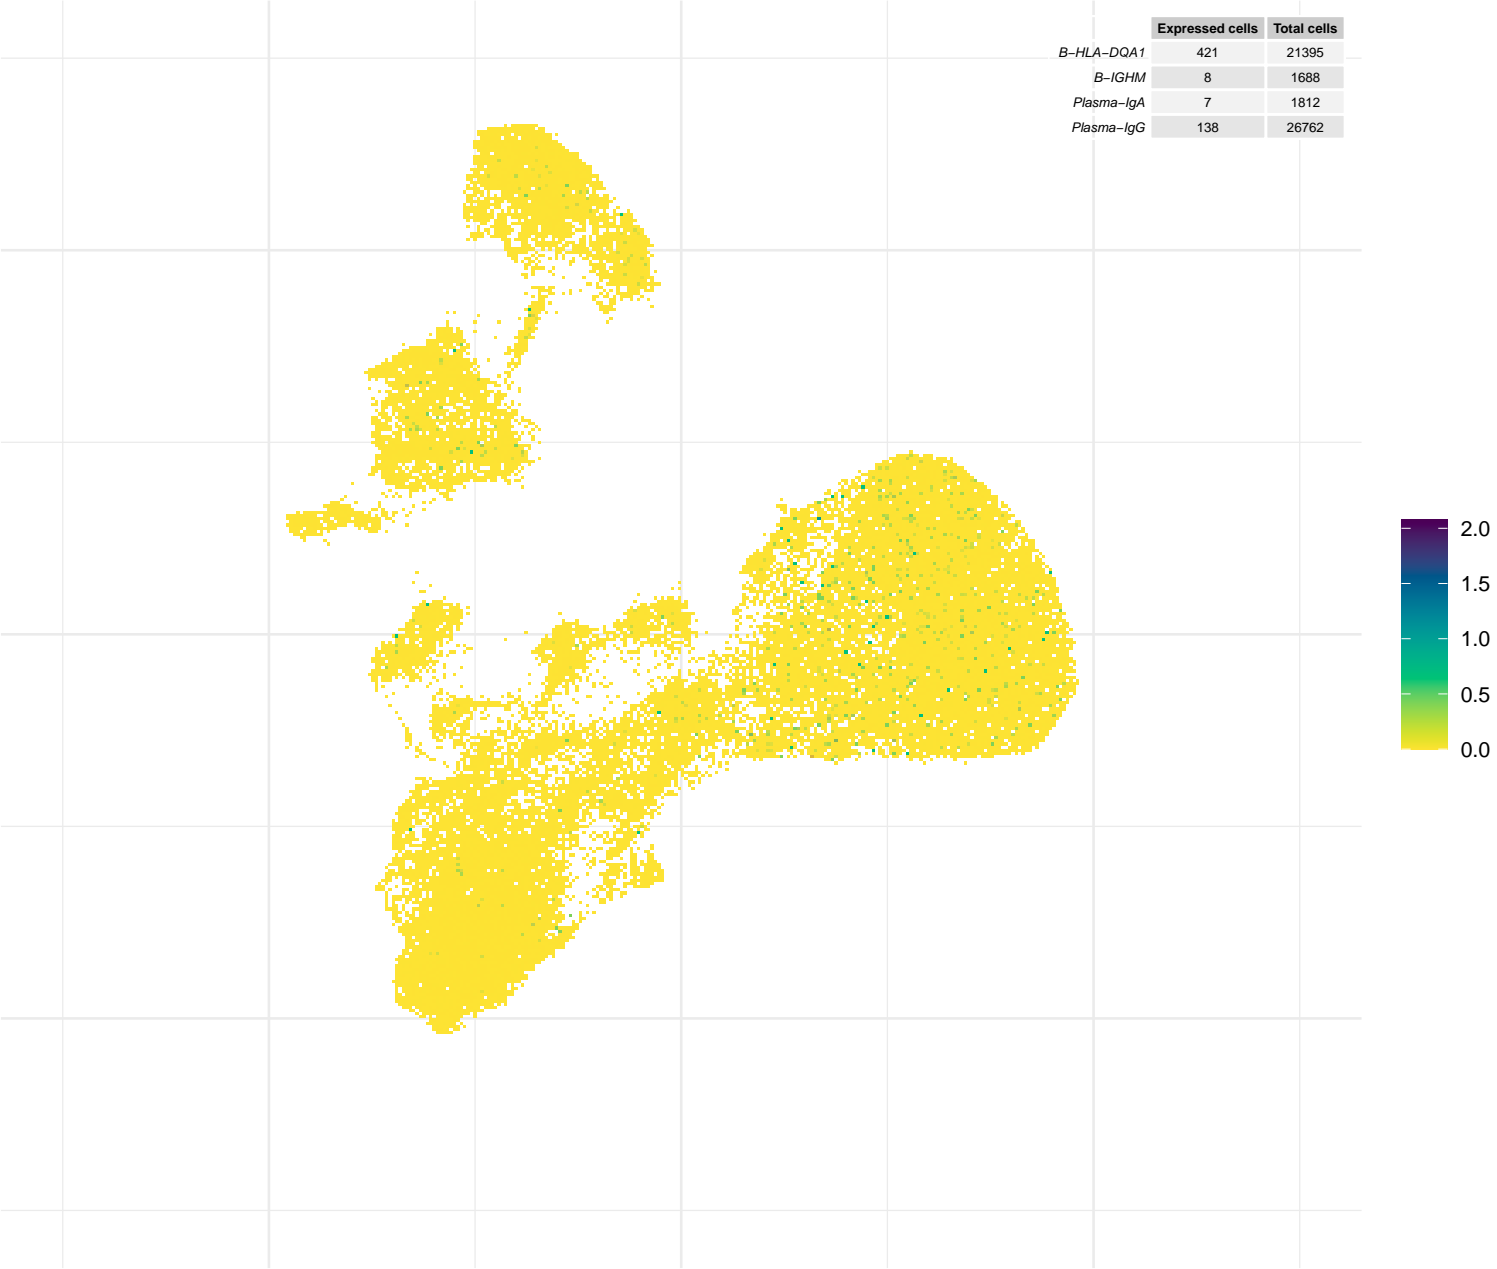 Expressed cells Total cells
B−HLA−DQA1 421 21395
B−IGHM 8 1688
Plasma−IgA 7 1812
Plasma−IgG 138 26762
2.0
1.5
1.0
0.5
0.0